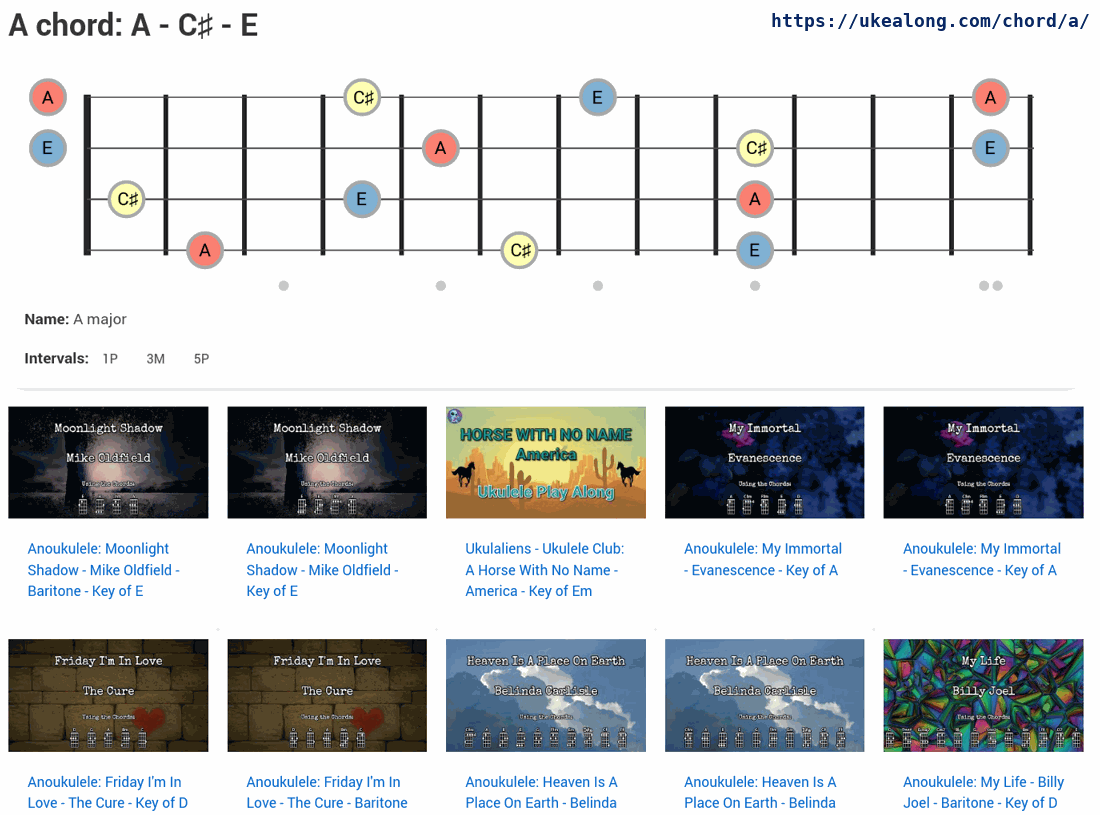 A chord: A - C♯ - E
https://ukealong.com/chord/a/
A C♯ E A
E A C♯ E
C♯ E A
A C♯ E
Name: A major
Intervals: 1P 3M 5P
Moonlight Shadow
Mike Oldfield
Using the Chords:
Moonlight Shadow
Mike Oldfield
Using the Chords:
HORSE WITH NO NAME
America
Ukulele Play Along
My Immortal
Evanescence
Using the Chords:
My Immortal
Evanescence
Using the Chords:
Anoukulele: Moonlight
Shadow - Mike Oldfield -
Baritone - Key of E
Anoukulele: Moonlight
Shadow - Mike Oldfield -
Key of E
Ukulaliens - Ukulele Club:
A Horse With No Name -
America - Key of Em
Anoukulele: My Immortal
- Evanescence - Key of A
Anoukulele: My Immortal
- Evanescence - Key of A
Friday I'm In Love
The Cure
Using the Chords:
Friday I'm In Love
The Cure
Using the Chords:
Heaven Is A Place On Earth
Belinda Carlisle
Using the Chords:
Heaven Is A Place On Earth
Belinda Carlisle
Using the Chords:
My Life
Billy Joel
Using the Chords:
Anoukulele: Friday I'm In
Love - The Cure - Key of D
Anoukulele: Friday I'm In
Love - The Cure - Baritone
Anoukulele: Heaven Is A
Place On Earth - Belinda
Anoukulele: Heaven Is A
Place On Earth - Belinda
Anoukulele: My Life - Billy
Joel - Baritone - Key of D